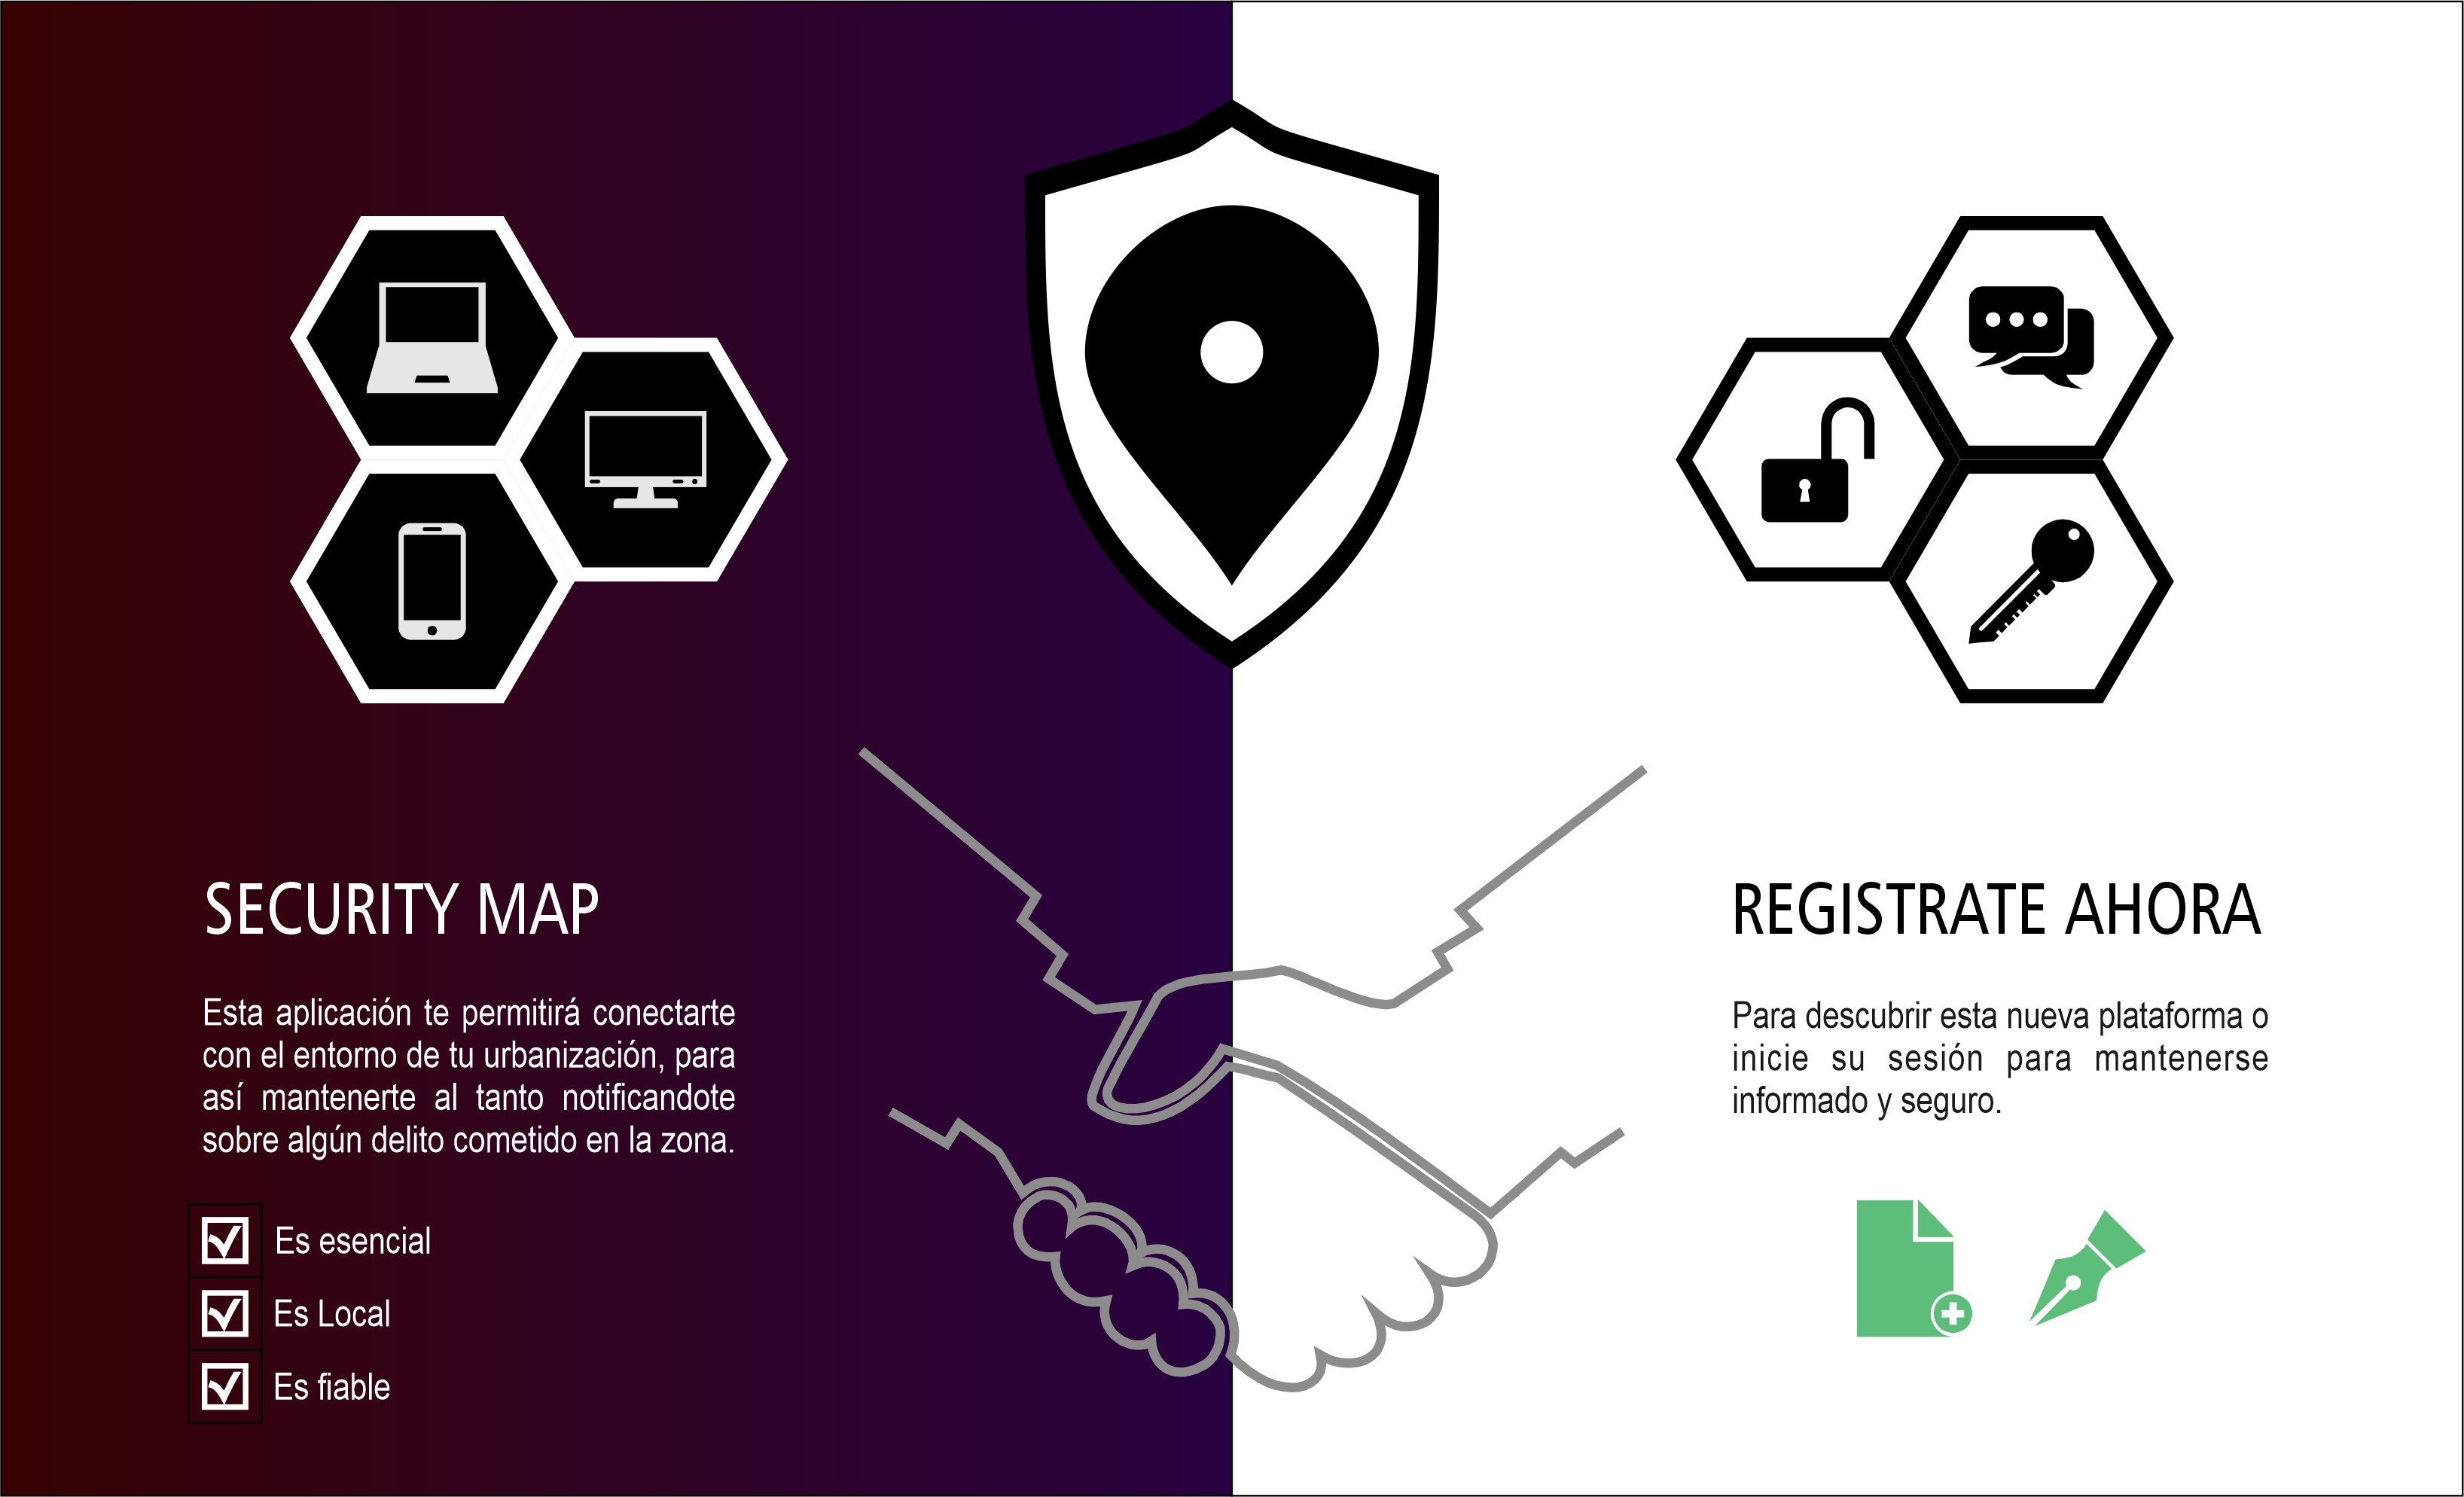 SECURITY MAP
Esta aplicación te permitirá conectarte
con el entorno de tu urbanización, para
así mantenerte al tanto notificandote
sobre algún delito cometido en la zona.
Es esencial
Es Local
Es fiable
REGISTRATE AHORA
Para descubrir esta nueva plataforma o
inicie su sesión para mantenerse
informado y seguro.